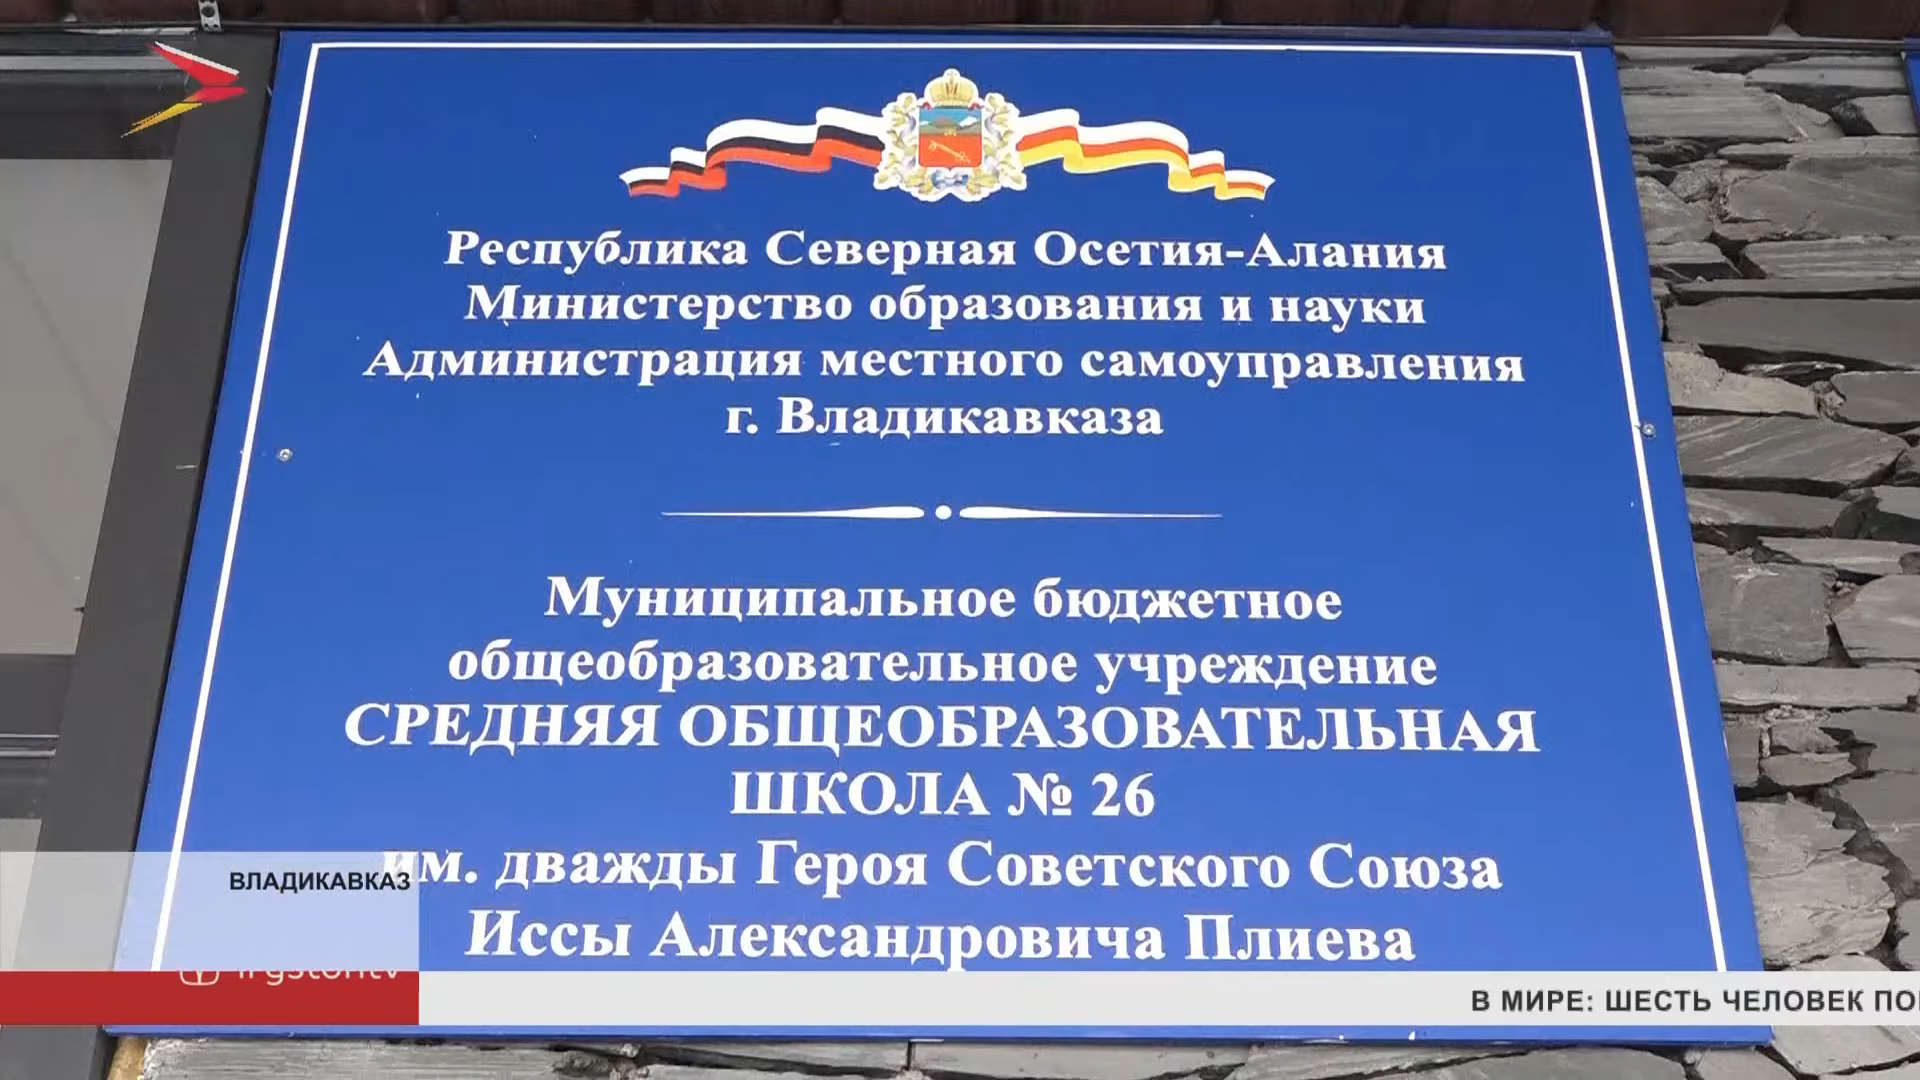 Республика Северная Осетия-Алания
Министерство образования и науки
Администрация местного самоуправления
г. Владикавказа
Муниципальное бюджетное
общеобразовательное учреждение
СРЕДНЯЯ ОБЩЕОБРАЗОВАТЕЛЬНАЯ
ШКОЛА № 26
им. дважды Героя Советского Союза
Иссы Александровича Плиева
ВЛАДИКАВКАЗ
В МИРЕ: ШЕСТЬ ЧЕЛОВЕК